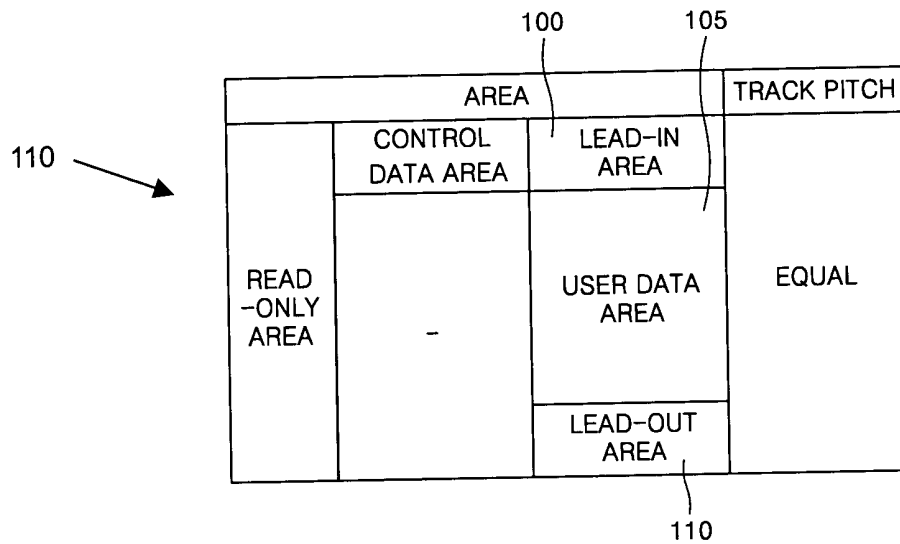 100
105
AREA
TRACK PITCH
110
CONTROL
DATA AREA
LEAD-IN
AREA
READ
-ONLY
AREA
-
USER DATA
AREA
EQUAL
LEAD-OUT
AREA
110